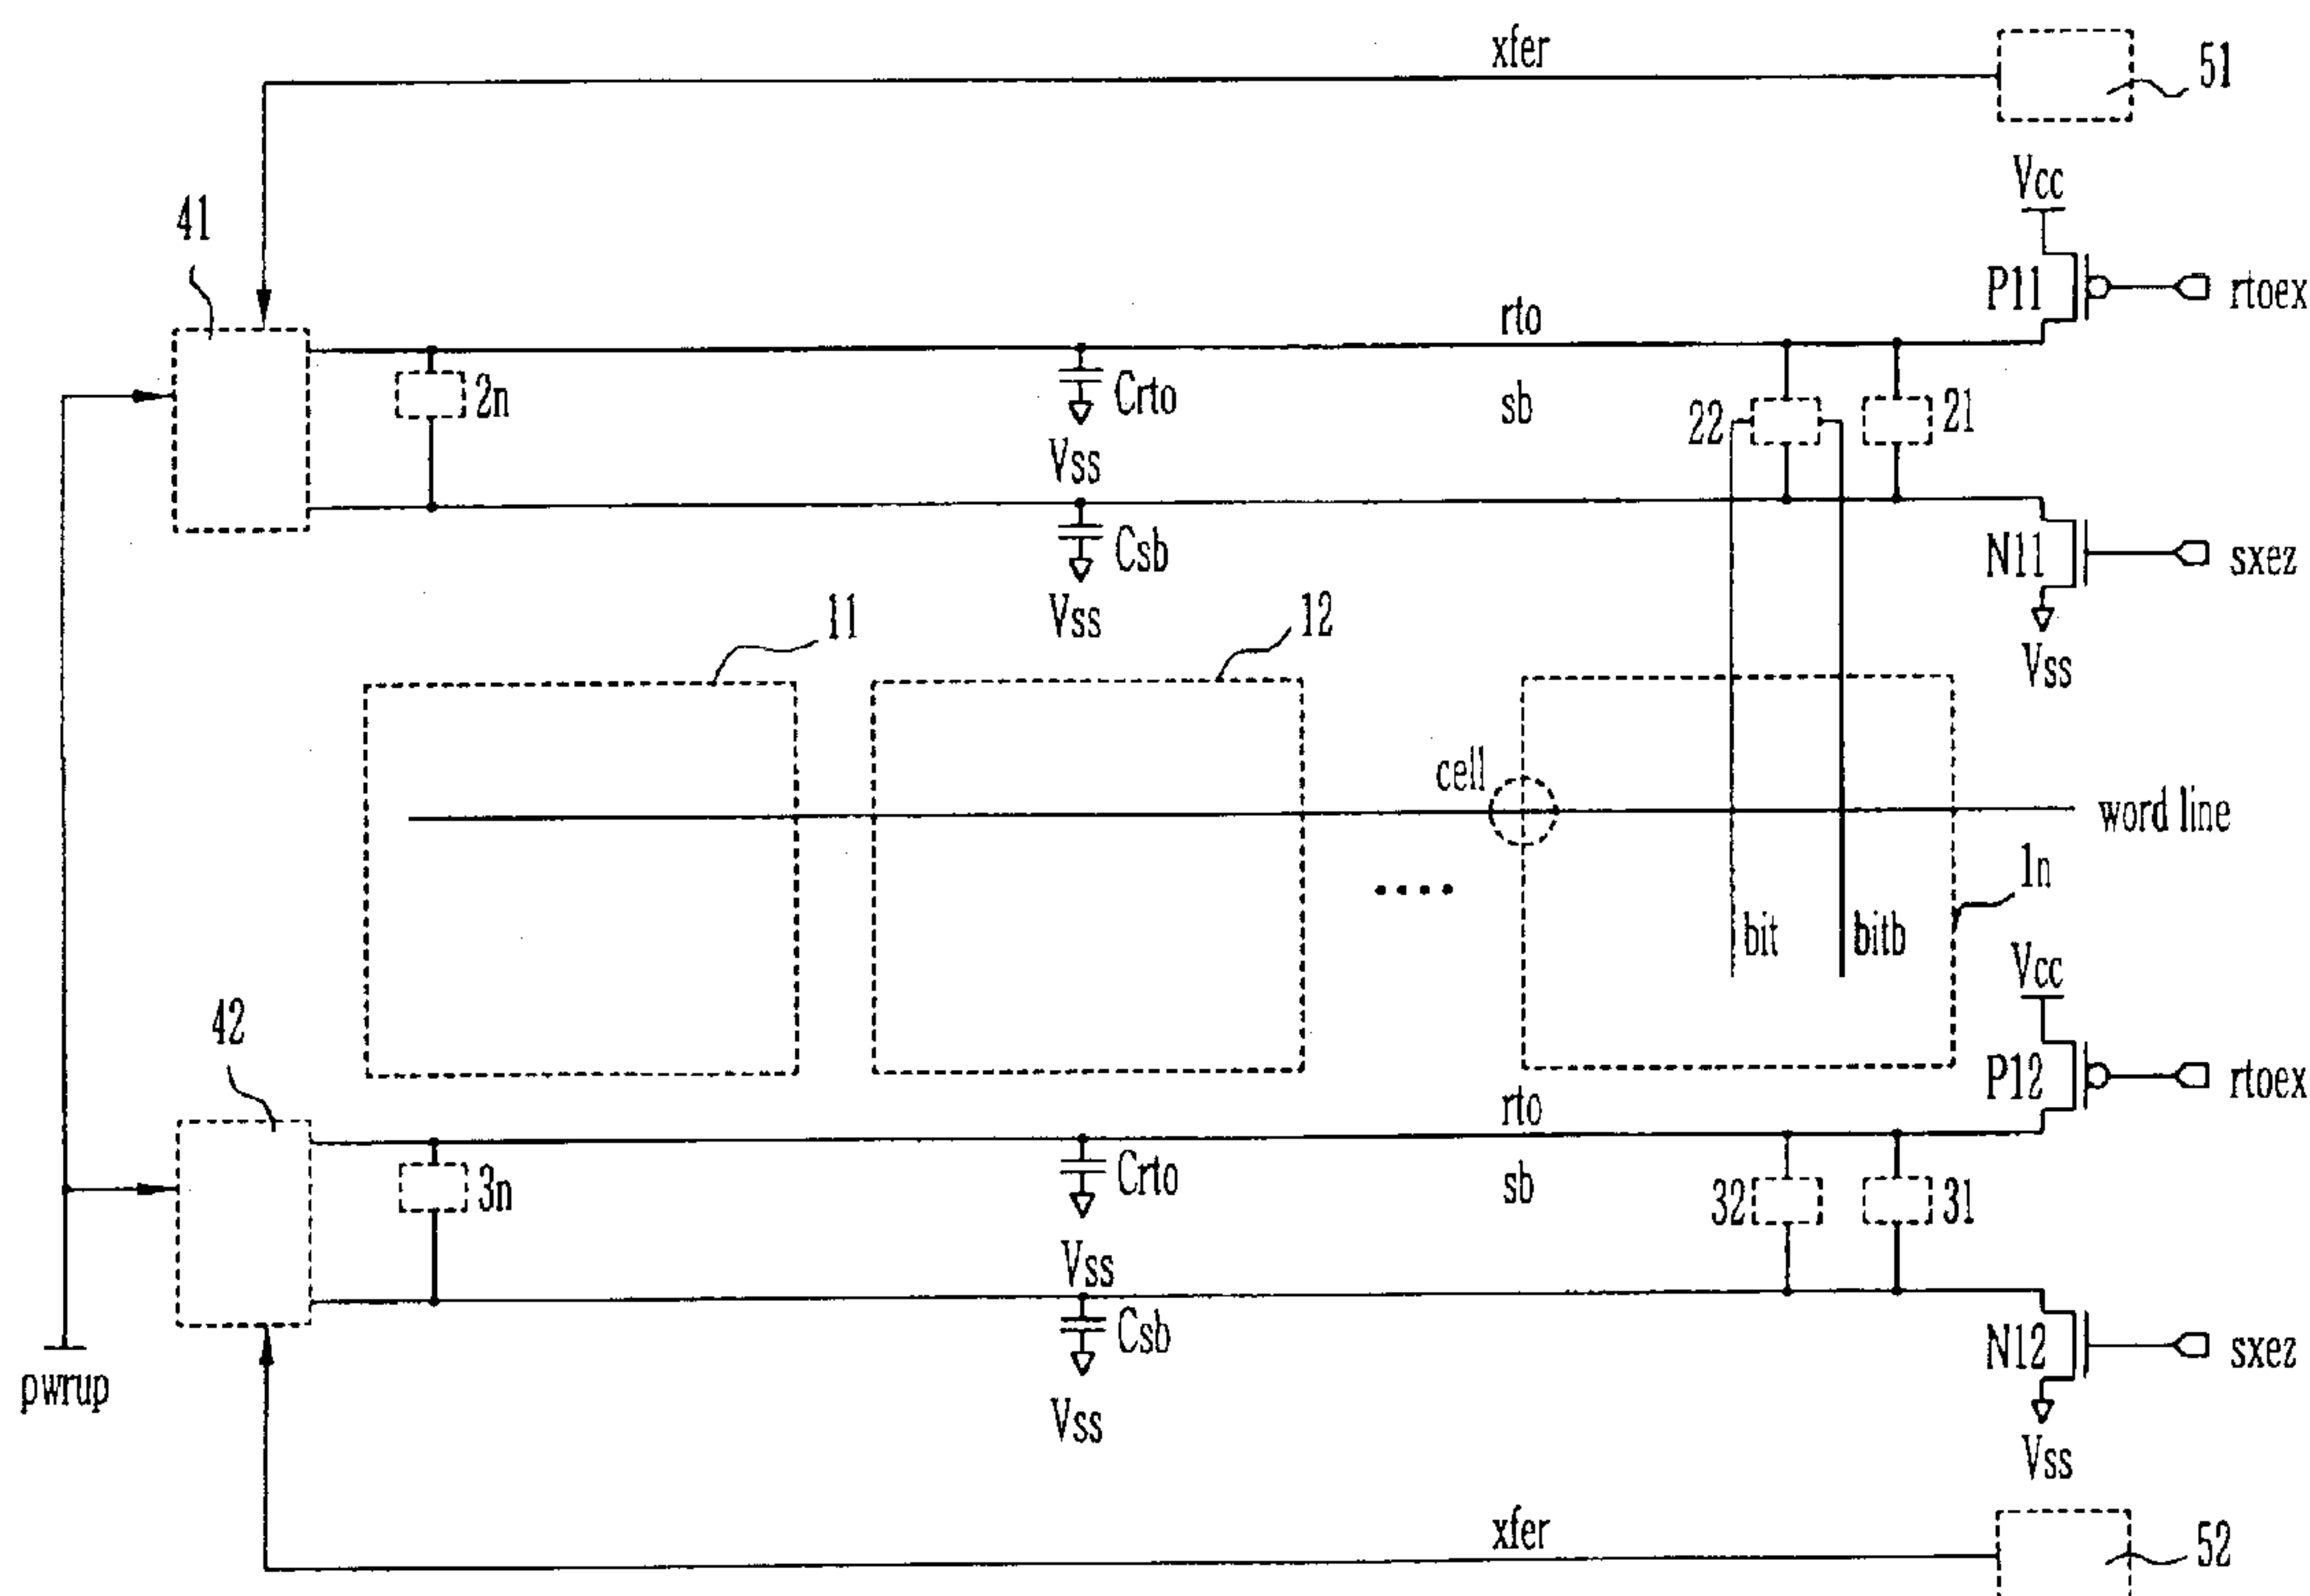 xfer
51
Vcc
41
P11
rtoex
rto
2n
Crto
sb
22
21
Vss
Csb
N11
sxez
Vss
Vss
11
12
cell
word line
1n
bit
bitb
Vcc
42
P12
rtoex
rto
3n
Crto
sb
32
31
Vss
Csb
N12
sxez
pwrup
Vss
Vss
xfer
52